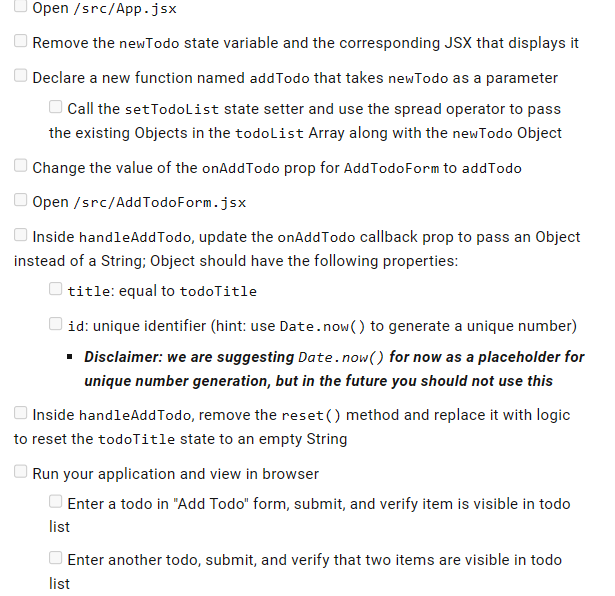 Open /src/App.jsx
Remove the newTodo state variable and the corresponding JSX that displays it
Declare a new function named addTodo that takes newTodo as a parameter
Call the setTodoList state setter and use the spread operator to pass
the existing Objects in the todoList Array along with the newTodo Object
Change the value of the onAddTodo prop for AddTodoForm to addTodo
Open /src/AddTodoForm.jsx
Inside handleAddTodo, update the onAddTodo callback prop to pass an Object
instead of a String; Object should have the following properties:
title: equal to todoTitle
id: unique identifier (hint: use Date.now() to generate a unique number)
Disclaimer: we are suggesting Date.now() for now as a placeholder for
unique number generation, but in the future you should not use this
Inside handleAddTodo, remove the reset() method and replace it with logic
to reset the todoTitle state to an empty String
Run your application and view in browser
Enter a todo in "Add Todo" form, submit, and verify item is visible in todo
list
Enter another todo, submit, and verify that two items are visible in todo
list